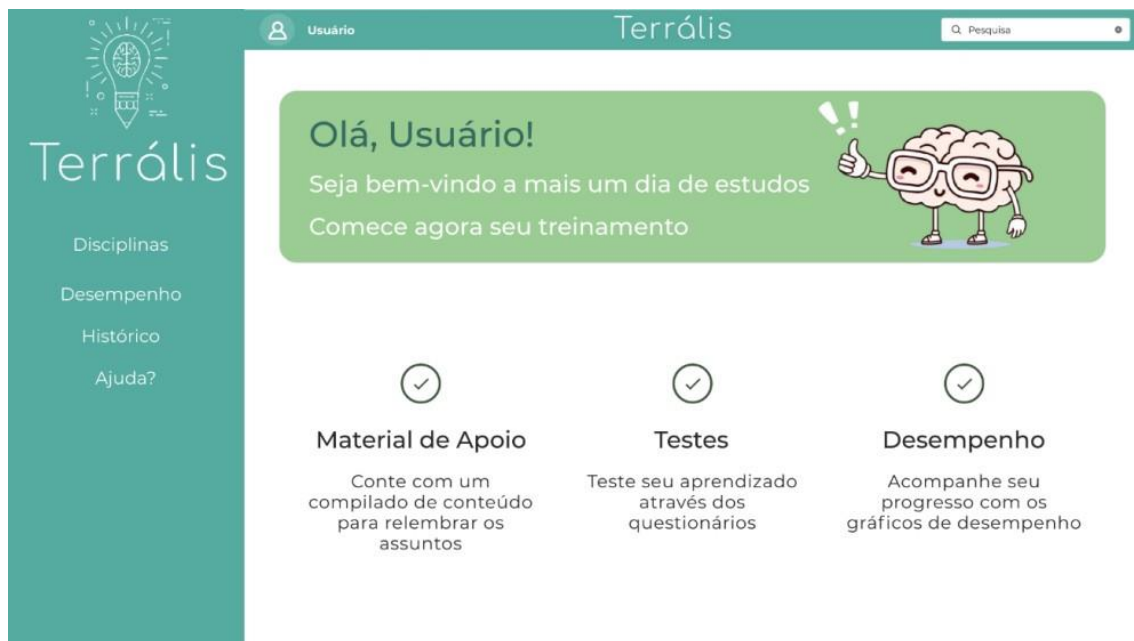 Terrális
Disciplinas
Desempenho
Histórico
Ajuda?
Usuário
Terrális
Pesquisa
Olá, Usuário!
Seja bem-vindo a mais um dia de estudos
Comece agora seu treinamento
Material de Apoio
Conte com um
compilado de conteúdo
para relembrar os
assuntos
Testes
Teste seu aprendizado
através dos
questionários
Desempenho
Acompanhe seu
progresso com os
gráficos de desempenho